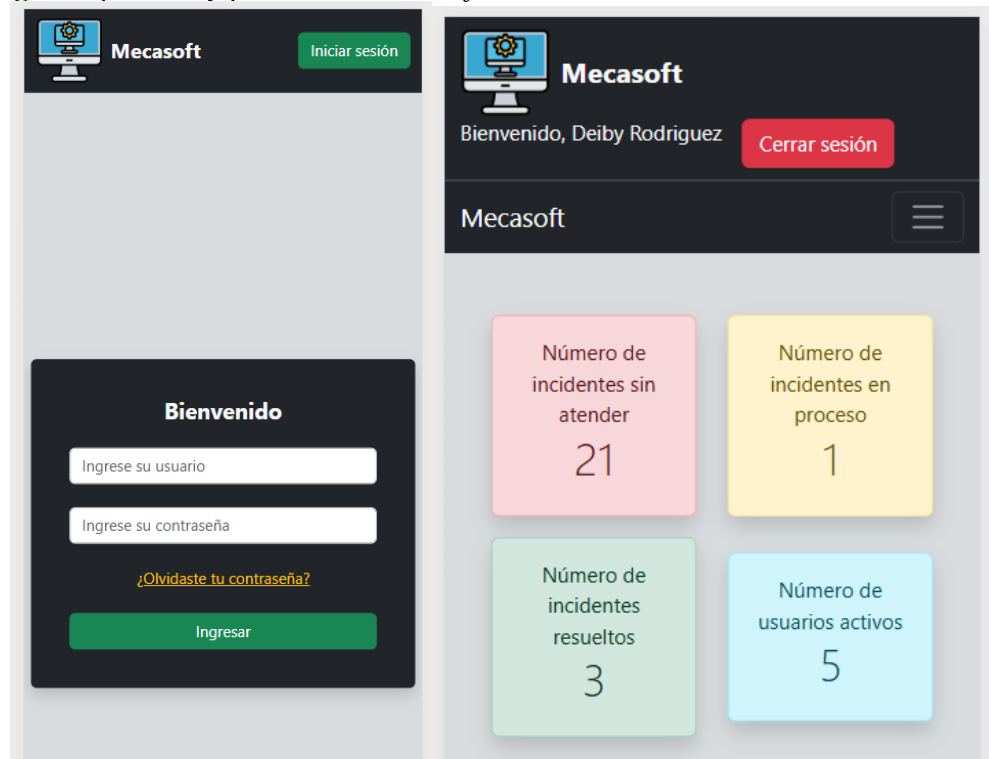 Mecasoft
Iniciar sesión
Bienvenido
Ingrese su usuario
Ingrese su contraseña
¿Olvidaste tu contraseña?
Ingresar
Mecasoft
Bienvenido, Deiby Rodriguez
Cerrar sesión
Mecasoft
Número de
incidentes sin
atender
21
Número de
incidentes en
proceso
1
Número de
incidentes
resueltos
3
Número de
usuarios activos
5